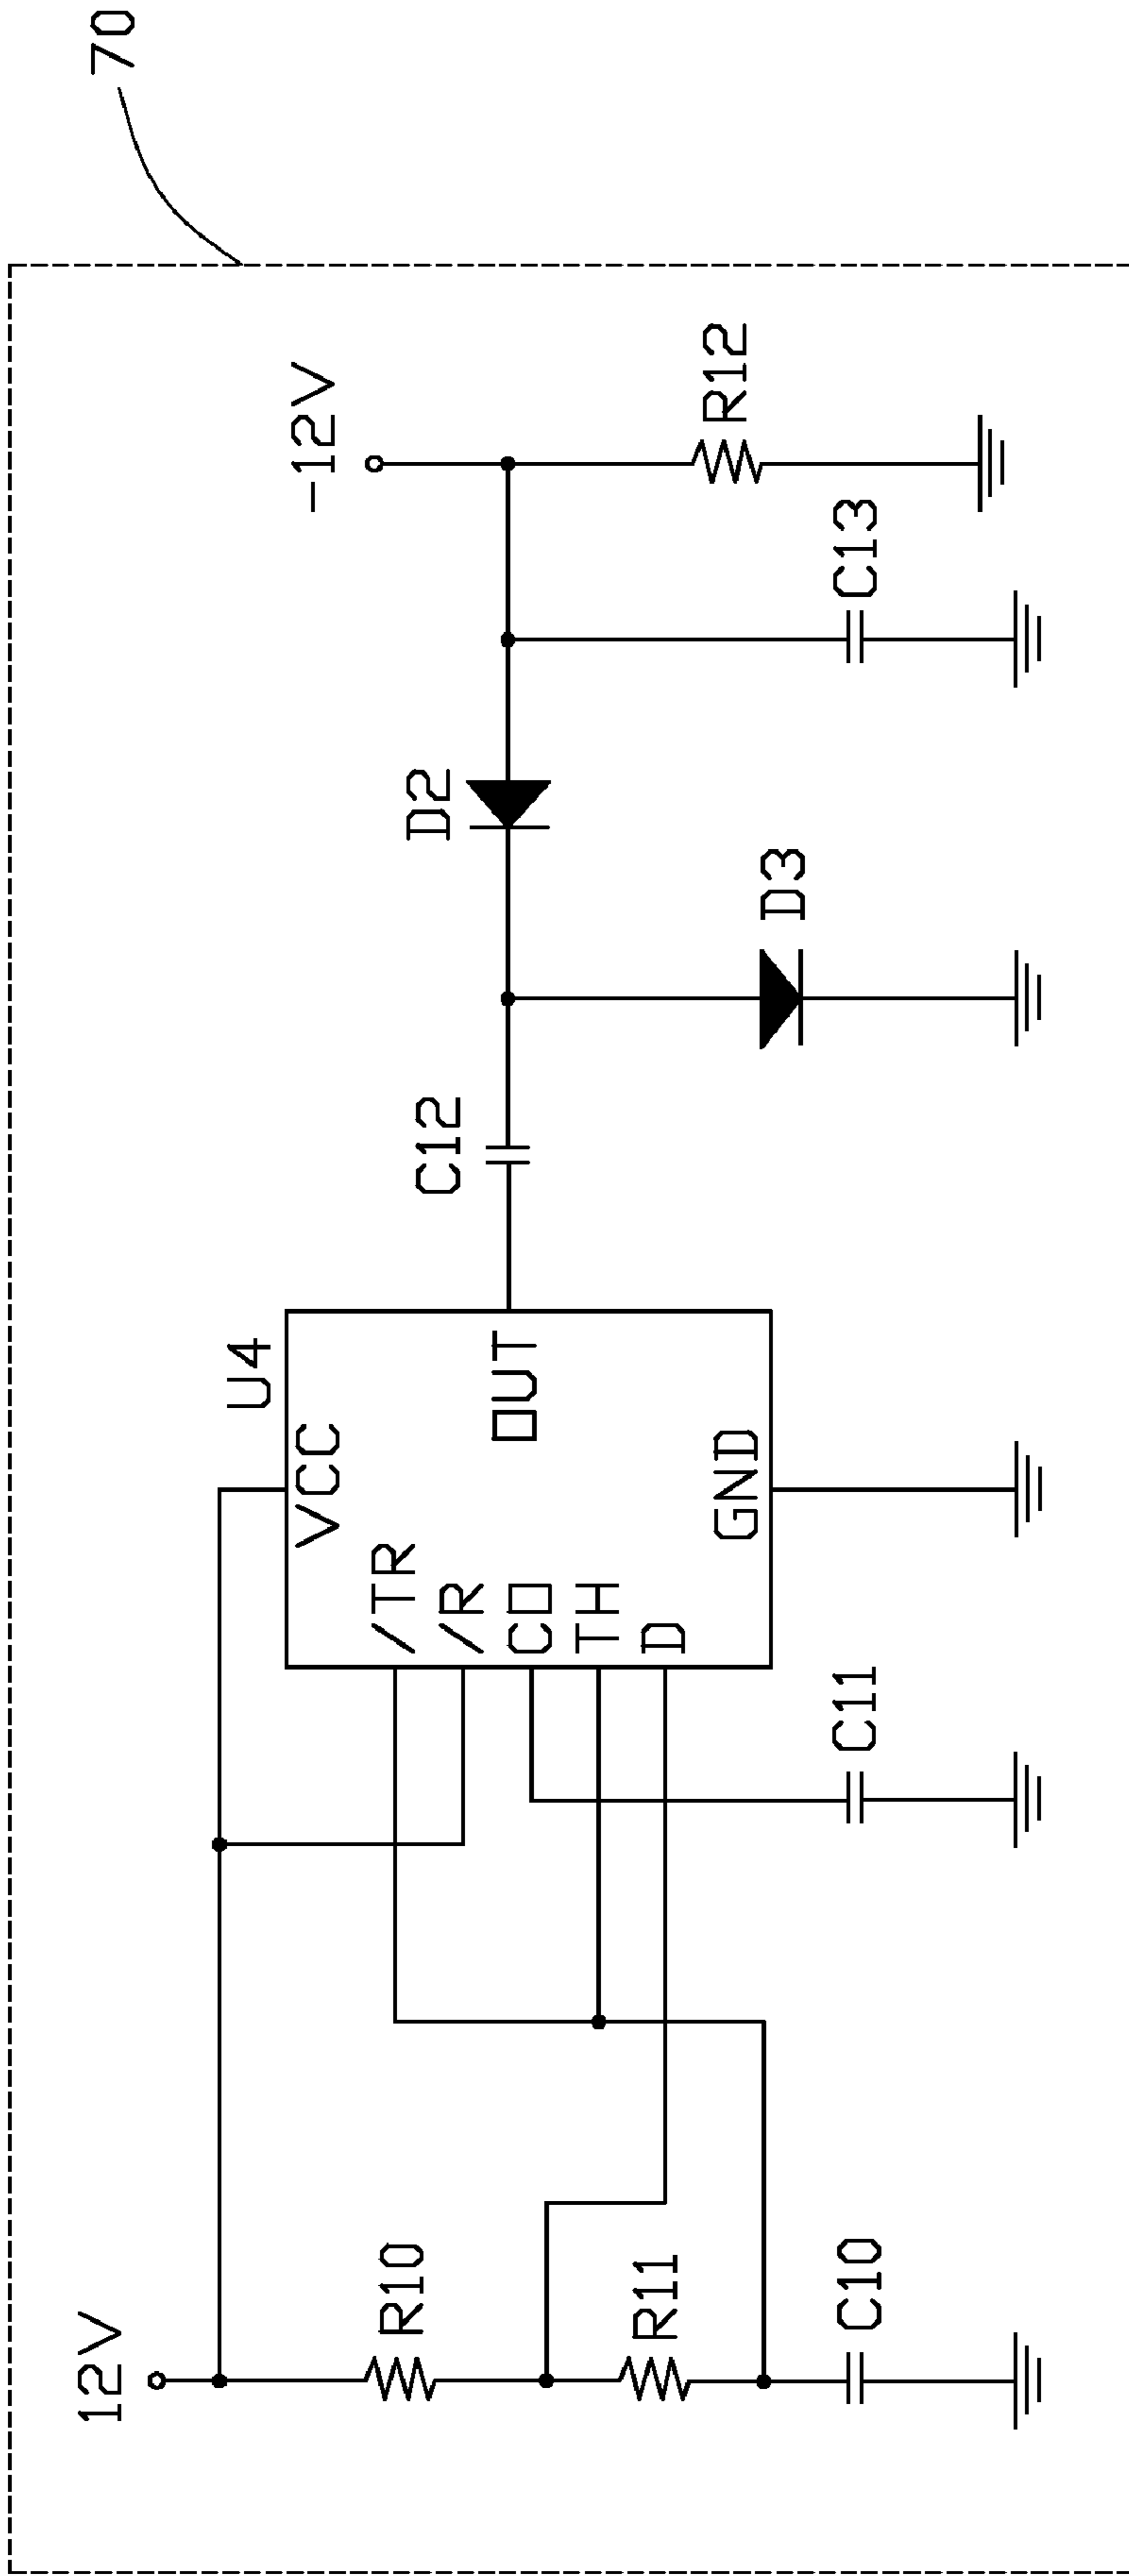 70
12V
-12V
U4
VCC
/TR
/R
CO
TH
D
OUT
GND
R10
R11
C10
C11
C12
D2
D3
C13
R12